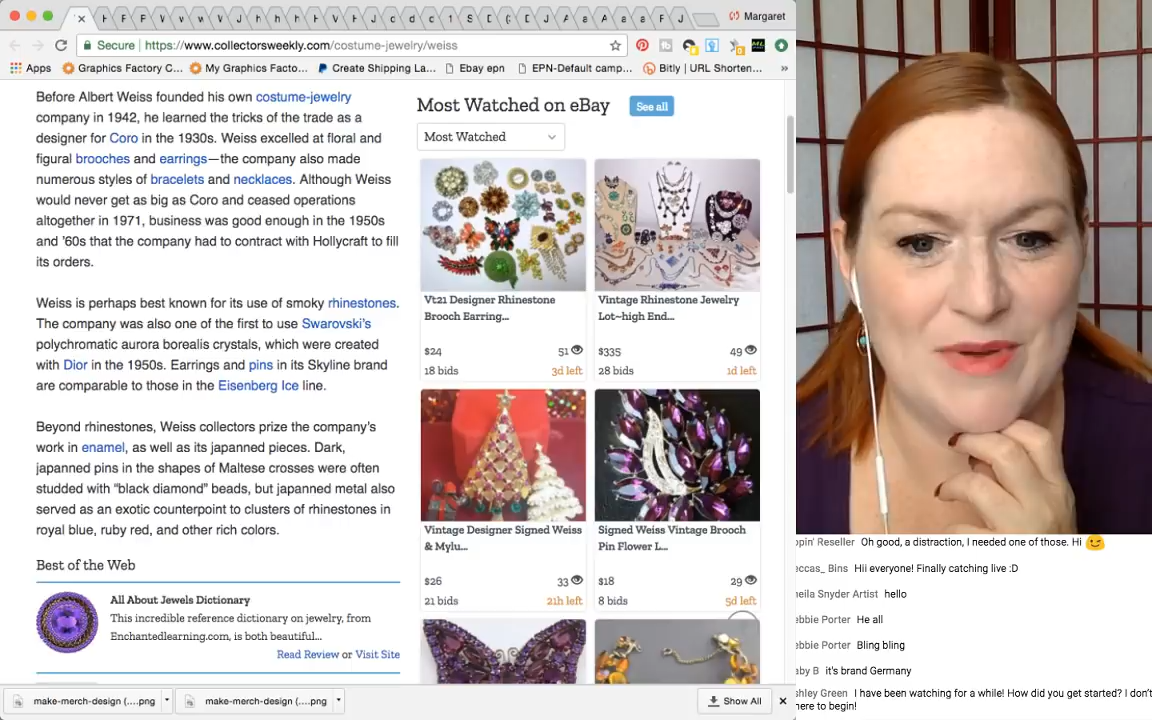 Margaret
Secure https://www.collectorsweekly.com/costume-jewelry/weiss
Apps Graphics Factory C... My Graphics Facto... Create Shipping La... Ebay epn EPN-Default camp... Bitly | URL Shorten... »
Before Albert Weiss founded his own costume-jewelry
company in 1942, he learned the tricks of the trade as a
designer for Coro in the 1930s. Weiss excelled at floral and
figural brooches and earrings—the company also made
numerous styles of bracelets and necklaces. Although Weiss
would never get as big as Coro and ceased operations
altogether in 1971, business was good enough in the 1950s
and '60s that the company had to contract with Hollycraft to fill
its orders.
Weiss is perhaps best known for its use of smoky rhinestones.
The company was also one of the first to use Swarovski's
polychromatic aurora borealis crystals, which were created
with Dior in the 1950s. Earrings and pins in its Skyline brand
are comparable to those in the Eisenberg Ice line.
Beyond rhinestones, Weiss collectors prize the company's
work in enamel, as well as its japanned pieces. Dark,
japanned pins in the shapes of Maltese crosses were often
studded with “black diamond” beads, but japanned metal also
served as an exotic counterpoint to clusters of rhinestones in
royal blue, ruby red, and other rich colors.
Best of the Web
All About Jewels Dictionary
This incredible reference dictionary on jewelry, from
Enchantedlearning.com, is both beautiful...
Read Review or Visit Site
Most Watched on eBay See all
Most Watched
Vt21 Designer Rhinestone
Brooch Earring...
$24 51
18 bids 3d left
Vintage Rhinestone Jewelry
Lot~high End...
$335 49
28 bids 1d left
Vintage Designer Signed Weiss
& Mylu...
$26 33
21 bids 21h left
Signed Weiss Vintage Brooch
Pin Flower L...
$18 29
8 bids 5d left
make-merch-design (....png make-merch-design (....png Show All
pin' Reseller Oh good, a distraction, I needed one of those. Hi 😉
eccas_ Bins Hii everyone! Finally catching live :D
heila Snyder Artist hello
ebbie Porter He all
ebbie Porter Bling bling
aby B it's brand Germany
shley Green I have been watching for a while! How did you get started? I don't
here to begin!